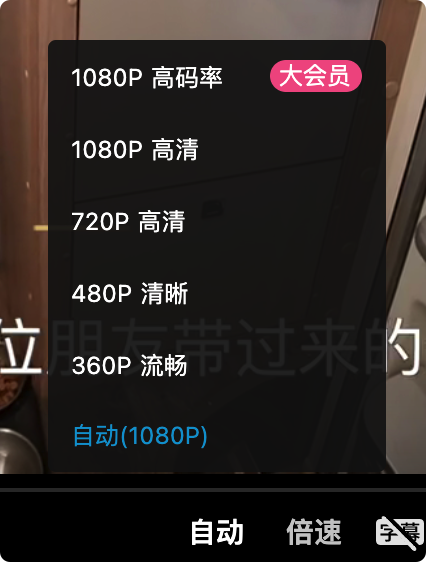 1080P 高码率 大会员
1080P 高清
720P 高清
480P 清晰
位朋友带过来的
360P 流畅
自动(1080P)
自动 倍速 字幕